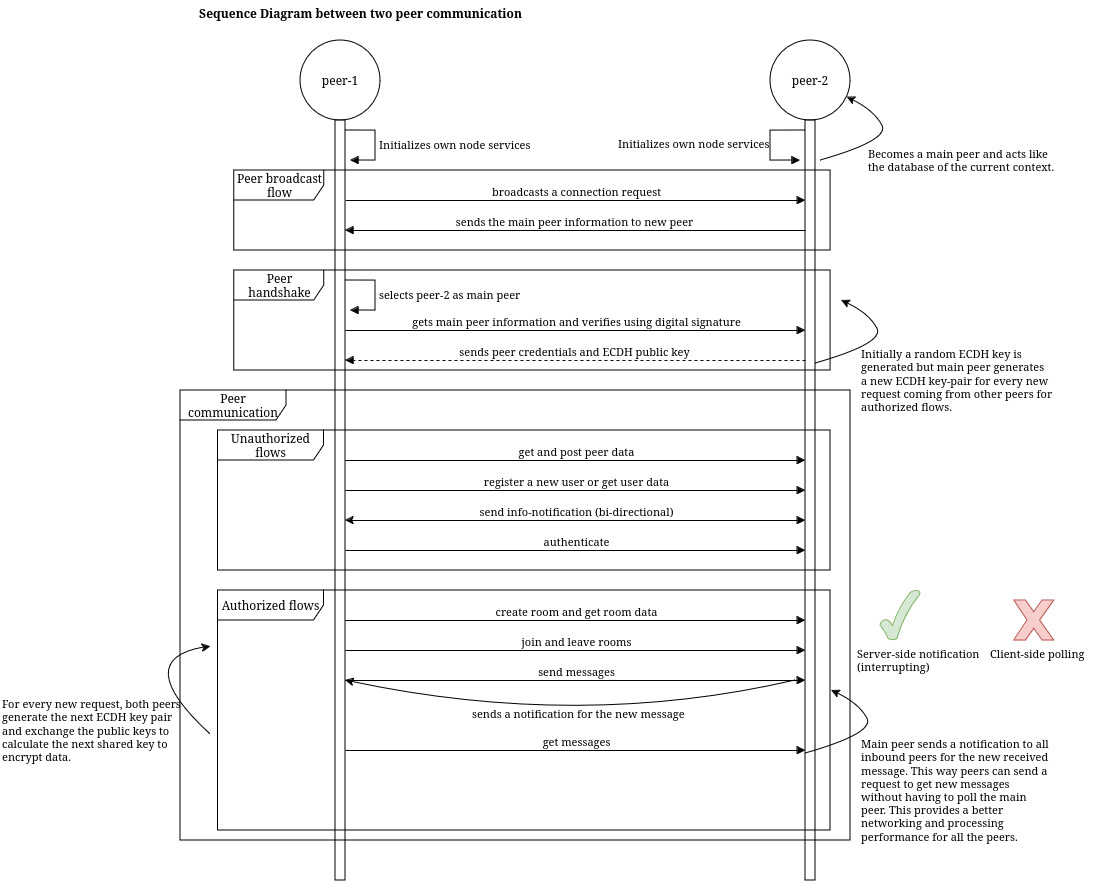 Sequence Diagram between two peer communication
peer-1
peer-2
Initializes own node services
Initializes own node services
Becomes a main peer and acts like
the database of the current context.
Peer broadcast
flow
broadcasts a connection request
sends the main peer information to new peer
Peer
handshake
selects peer-2 as main peer
gets main peer information and verifies using digital signature
sends peer credentials and ECDH public key
Initially a random ECDH key is
generated but main peer generates
a new ECDH key-pair for every new
request coming from other peers for
authorized flows.
Peer
communication
Unauthorized
flows
get and post peer data
register a new user or get user data
send info-notification (bi-directional)
authenticate
Authorized flows
create room and get room data
join and leave rooms
send messages
sends a notification for the new message
get messages
Server-side notification
(interrupting)
Client-side polling
For every new request, both peers
generate the next ECDH key pair
and exchange the public keys to
calculate the next shared key to
encrypt data.
Main peer sends a notification to all
inbound peers for the new received
message. This way peers can send a
request to get new messages
without having to poll the main
peer. This provides a better
networking and processing
performance for all the peers.